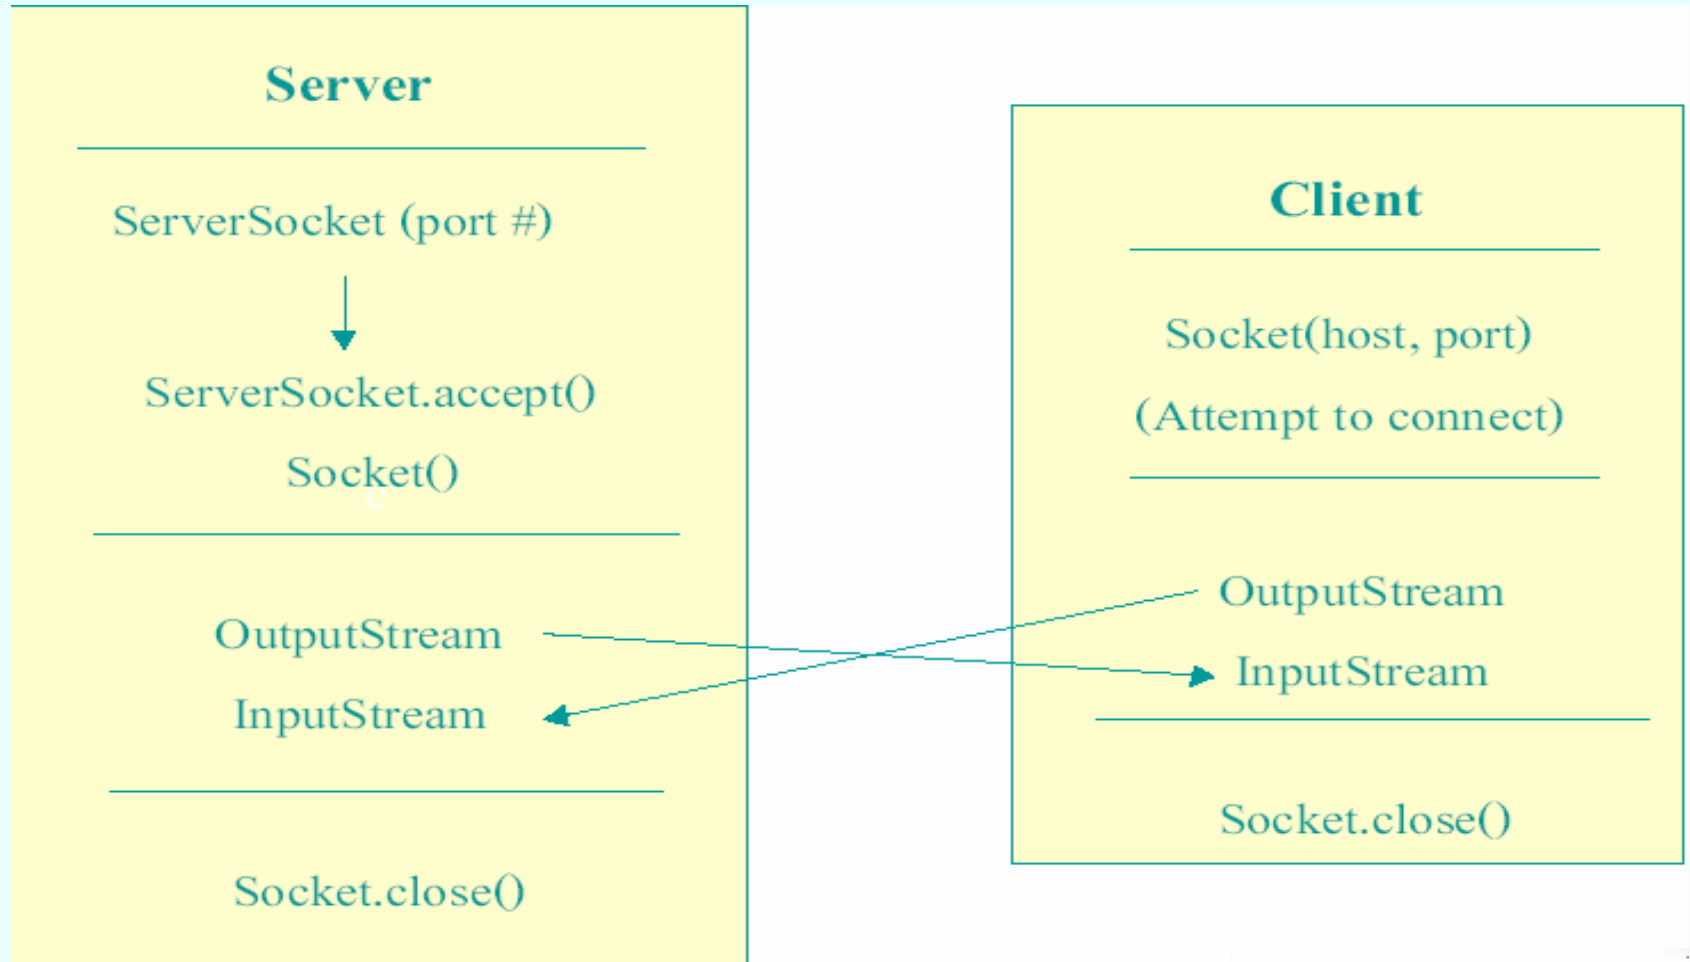 Server
ServerSocket (port #)
ServerSocket.accept()
Socket()
c
OutputStream
InputStream
Socket.close()
Client
Socket(host, port)
(Attempt to connect)
OutputStream
InputStream
Socket.close()